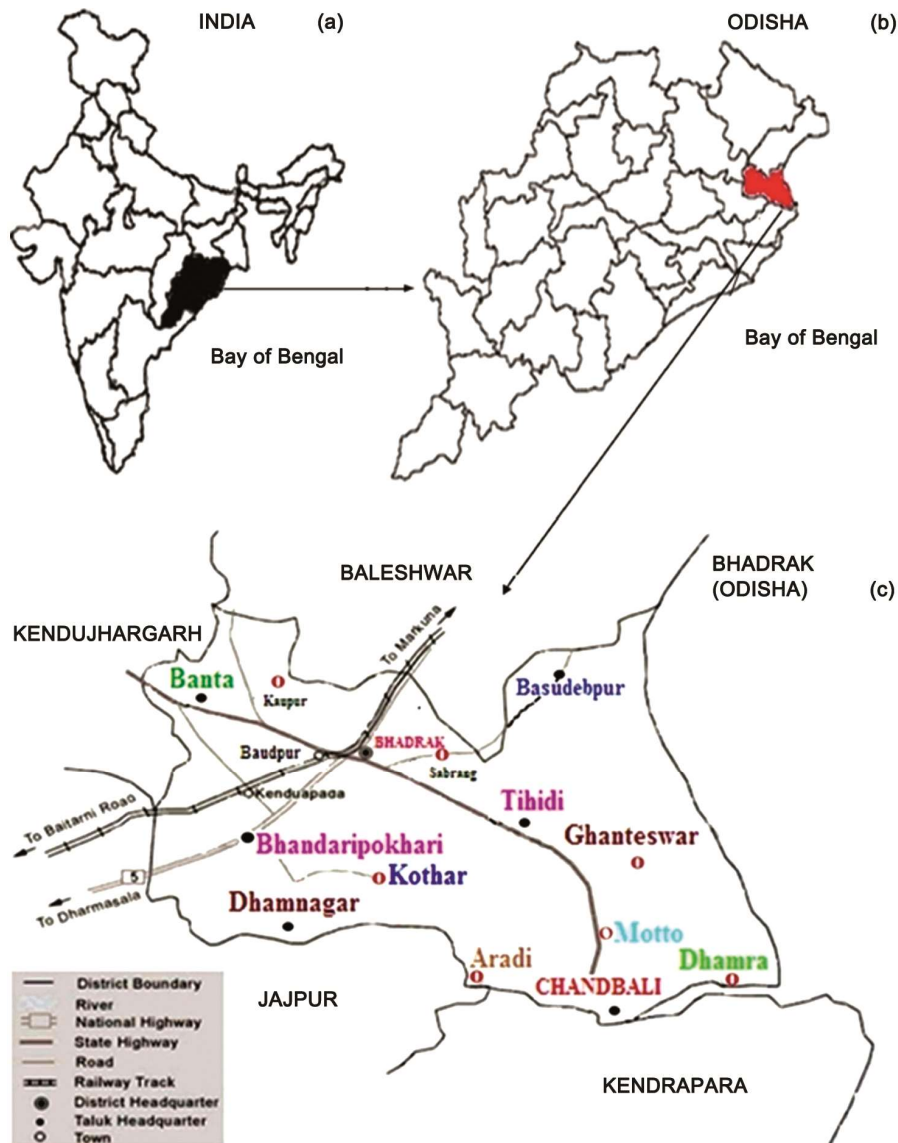 INDIA (a)
ODISHA (b)
Bay of Bengal
Bay of Bengal
BHADRAK
(ODISHA) (c)
BALESHWAR
KENDUJHARGARH
To Markuna
Banta
Kaupur
Basudebpur
Baudpur
BHADRAK
Sabrang
Kenduapada
Tihidi
To Baitarni Road
Ghanteswar
Bhandaripokhari
5
Kothar
To Dharmasala
Dhamnagar
Motto
Aradi
Dhamra
CHANDBALI
JAJPUR
KENDRAPARA
District Boundary
River
National Highway
State Highway
Road
Railway Track
District Headquarter
Taluk Headquarter
Town